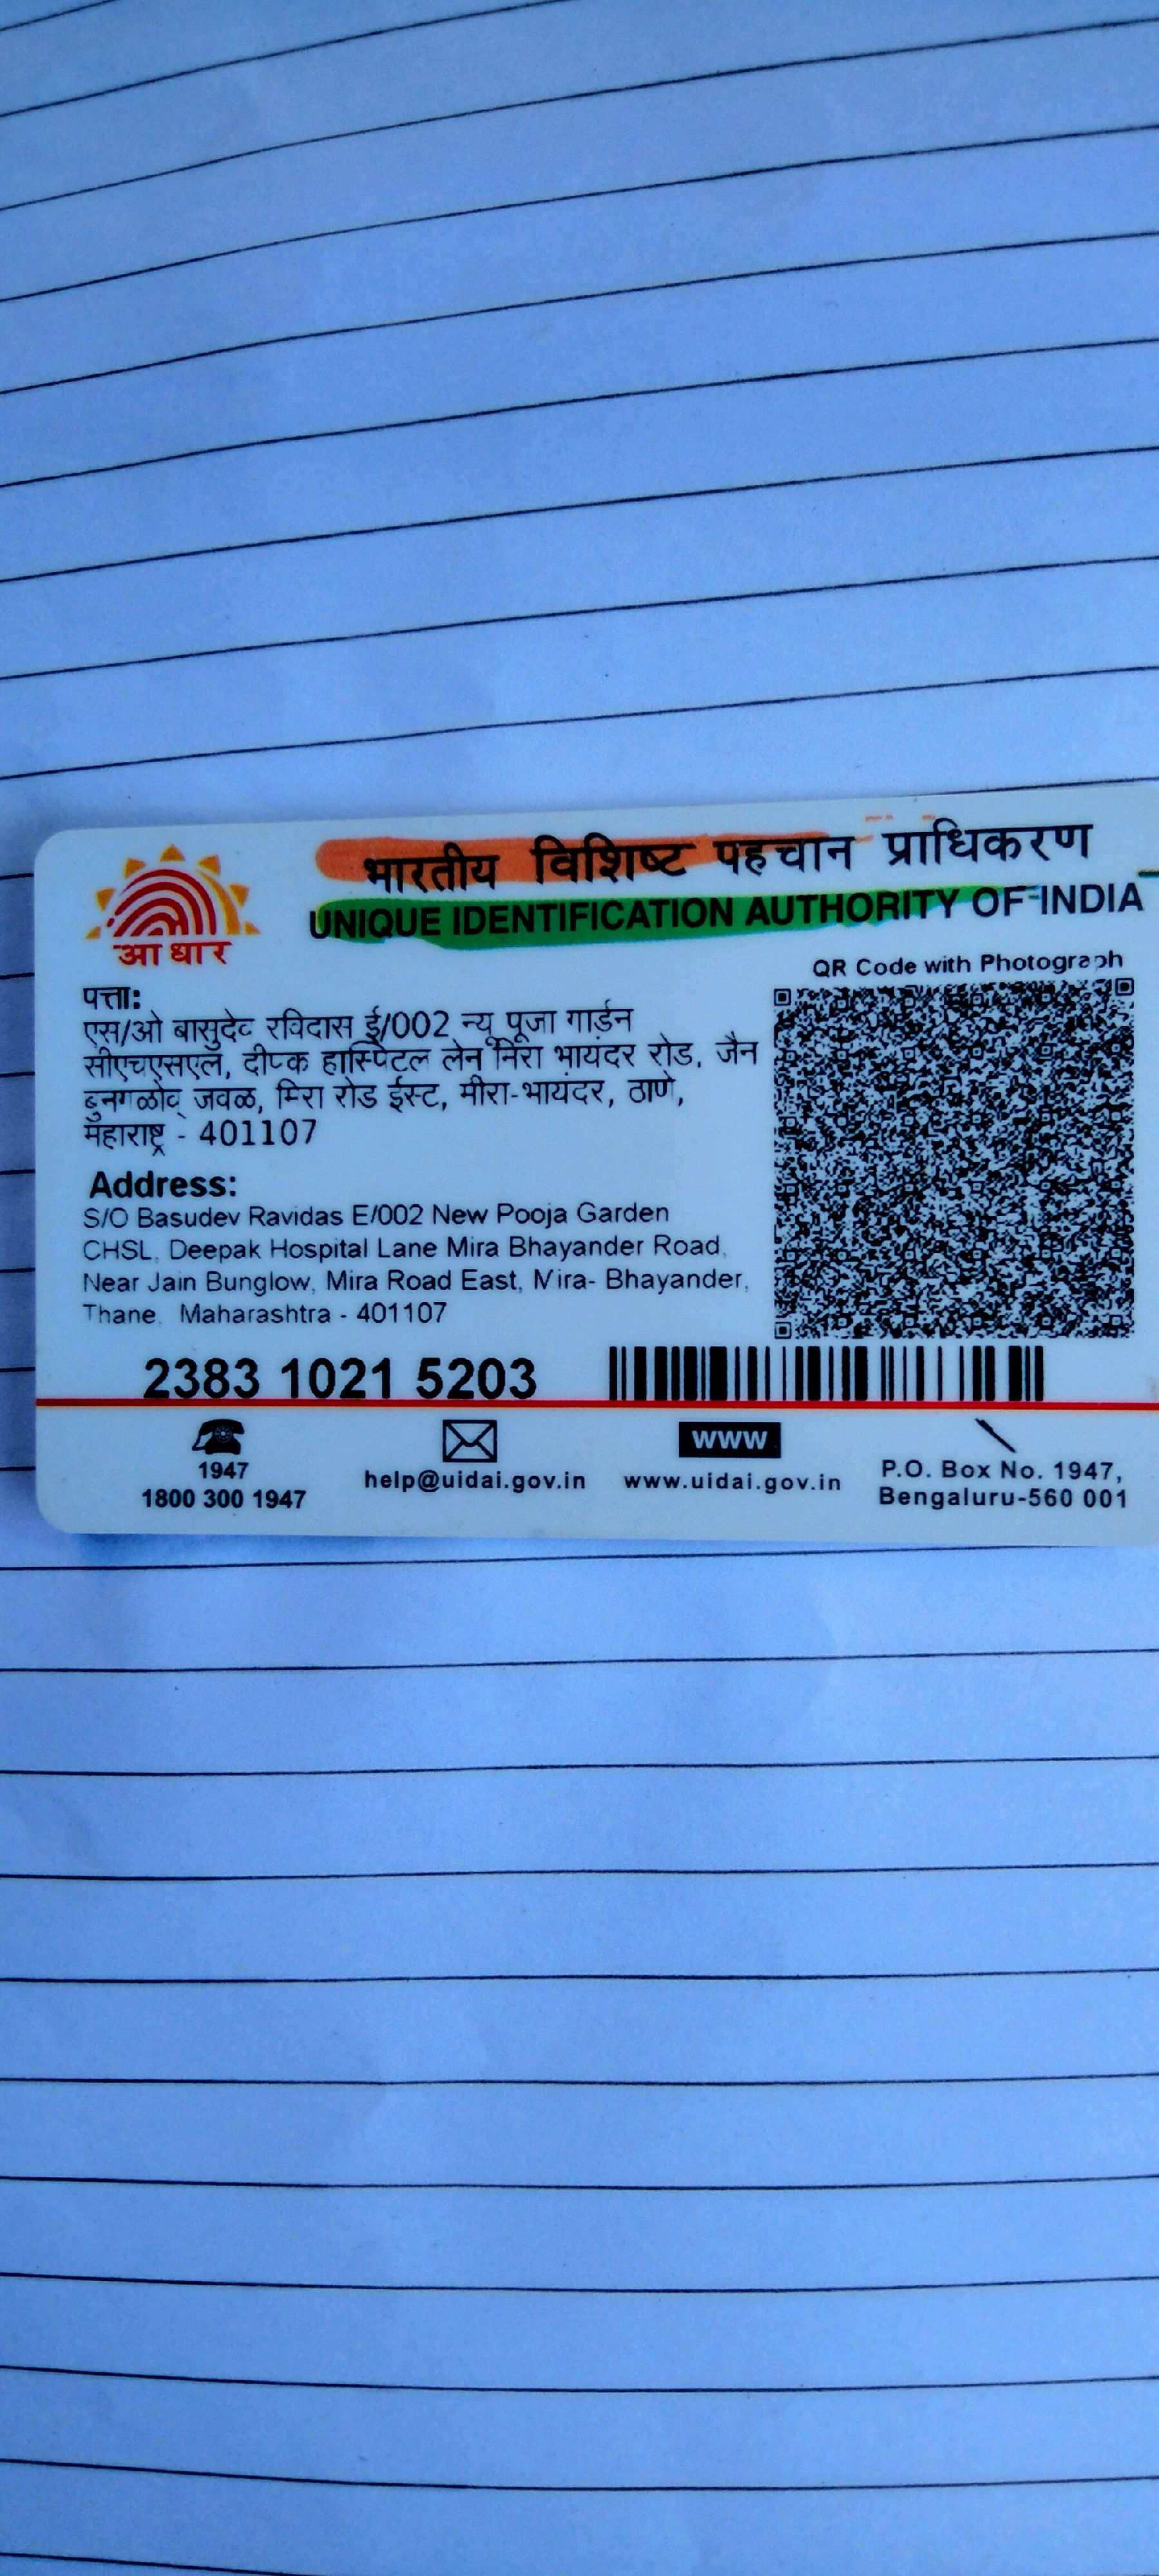 भारतीय विशिष्ट पहचान प्राधिकरण
UNIQUE IDENTIFICATION AUTHORITY OF INDIA
आधार
QR Code with Photograph
पत्ता:
एस/ओ बासुदेव रविदास ई/002 न्यू पूजा गार्डन
सीएचएसएल, दीपक हास्पिटल लेन मिरा भायंदर रोड, जैन
बुनगळोव् जवळ, मिरा रोड ईस्ट, मीरा-भायंदर, ठाणे,
महाराष्ट्र - 401107
Address:
S/O Basudev Ravidas E/002 New Pooja Garden
CHSL, Deepak Hospital Lane Mira Bhayander Road,
Near Jain Bunglow, Mira Road East, Mira- Bhayander,
Thane, Maharashtra - 401107
2383 1021 5203
1947
1800 300 1947
help@uidai.gov.in
WWW
www.uidai.gov.in
P.O. Box No. 1947,
Bengaluru-560 001